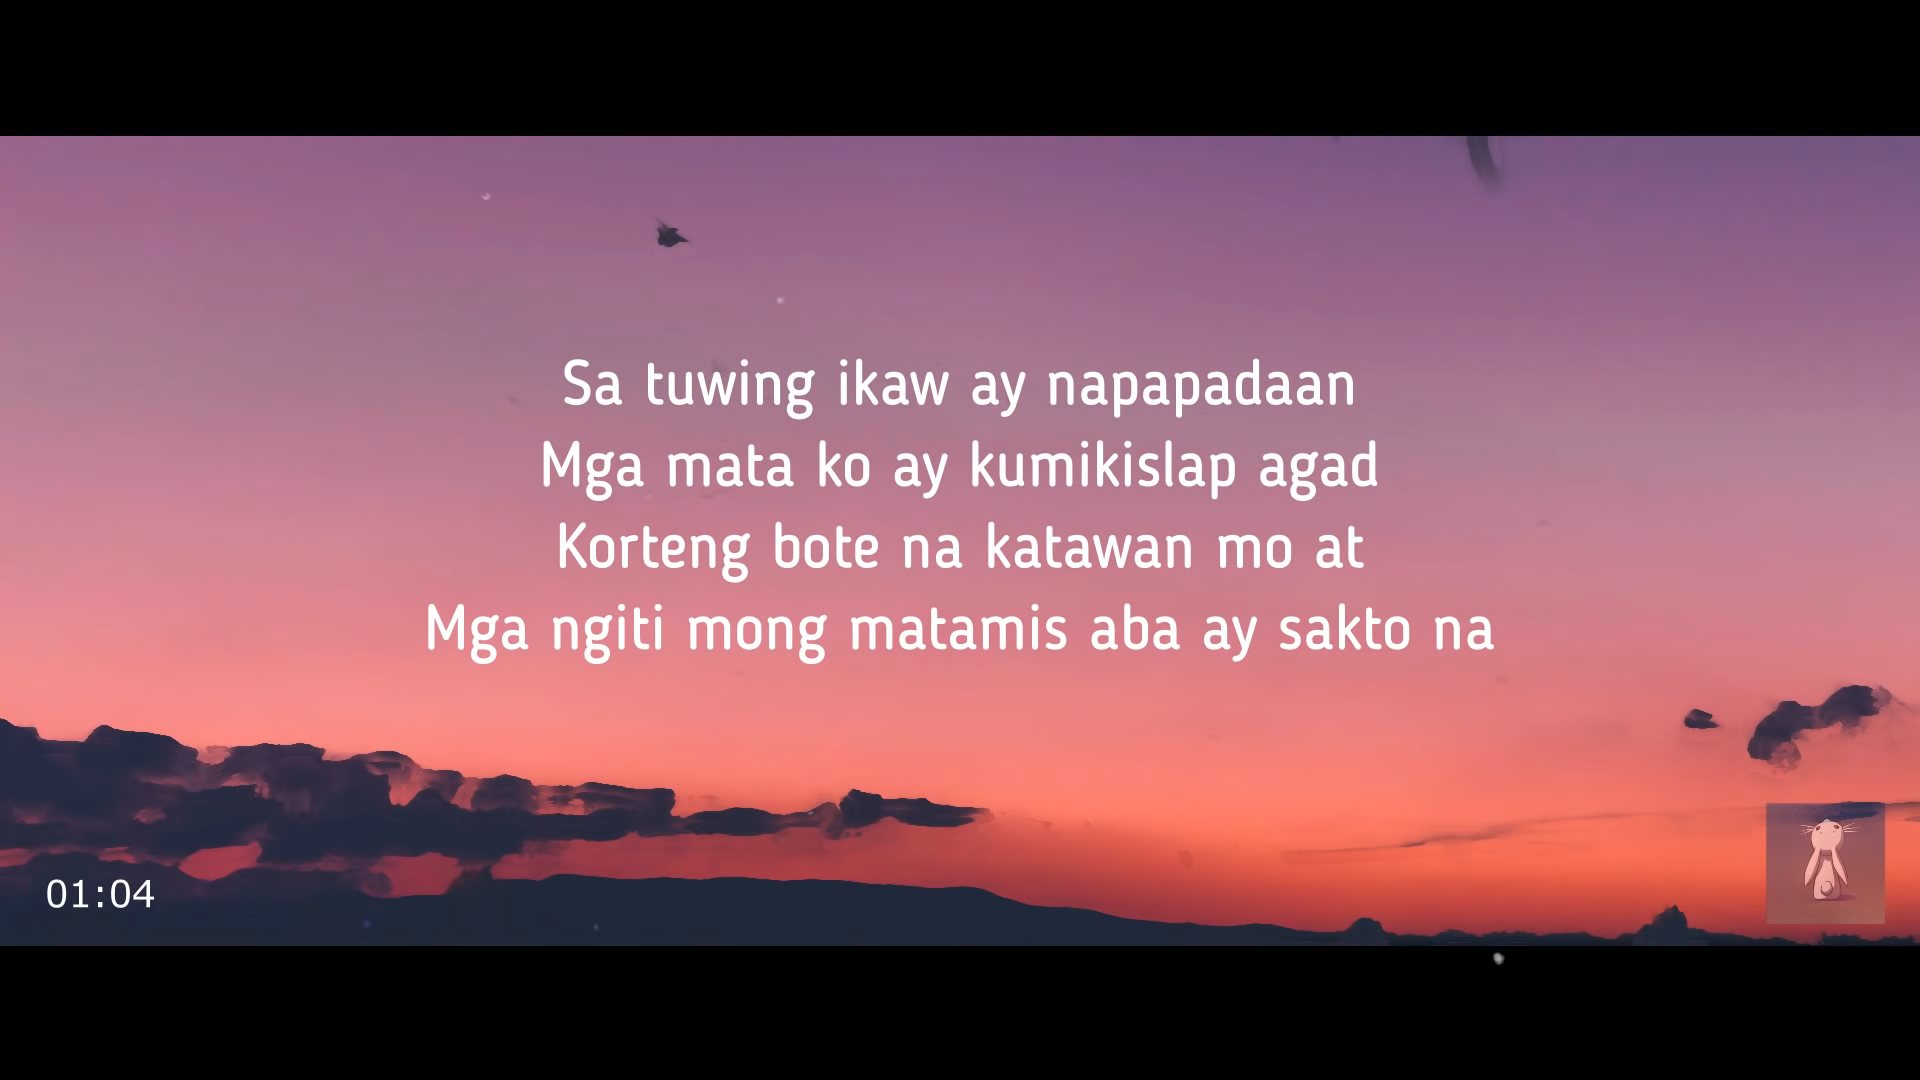 Sa tuwing ikaw ay napapadaan
Mga mata ko ay kumikislap agad
Korteng bote na katawan mo at
Mga ngiti mong matamis aba ay sakto na
01:04